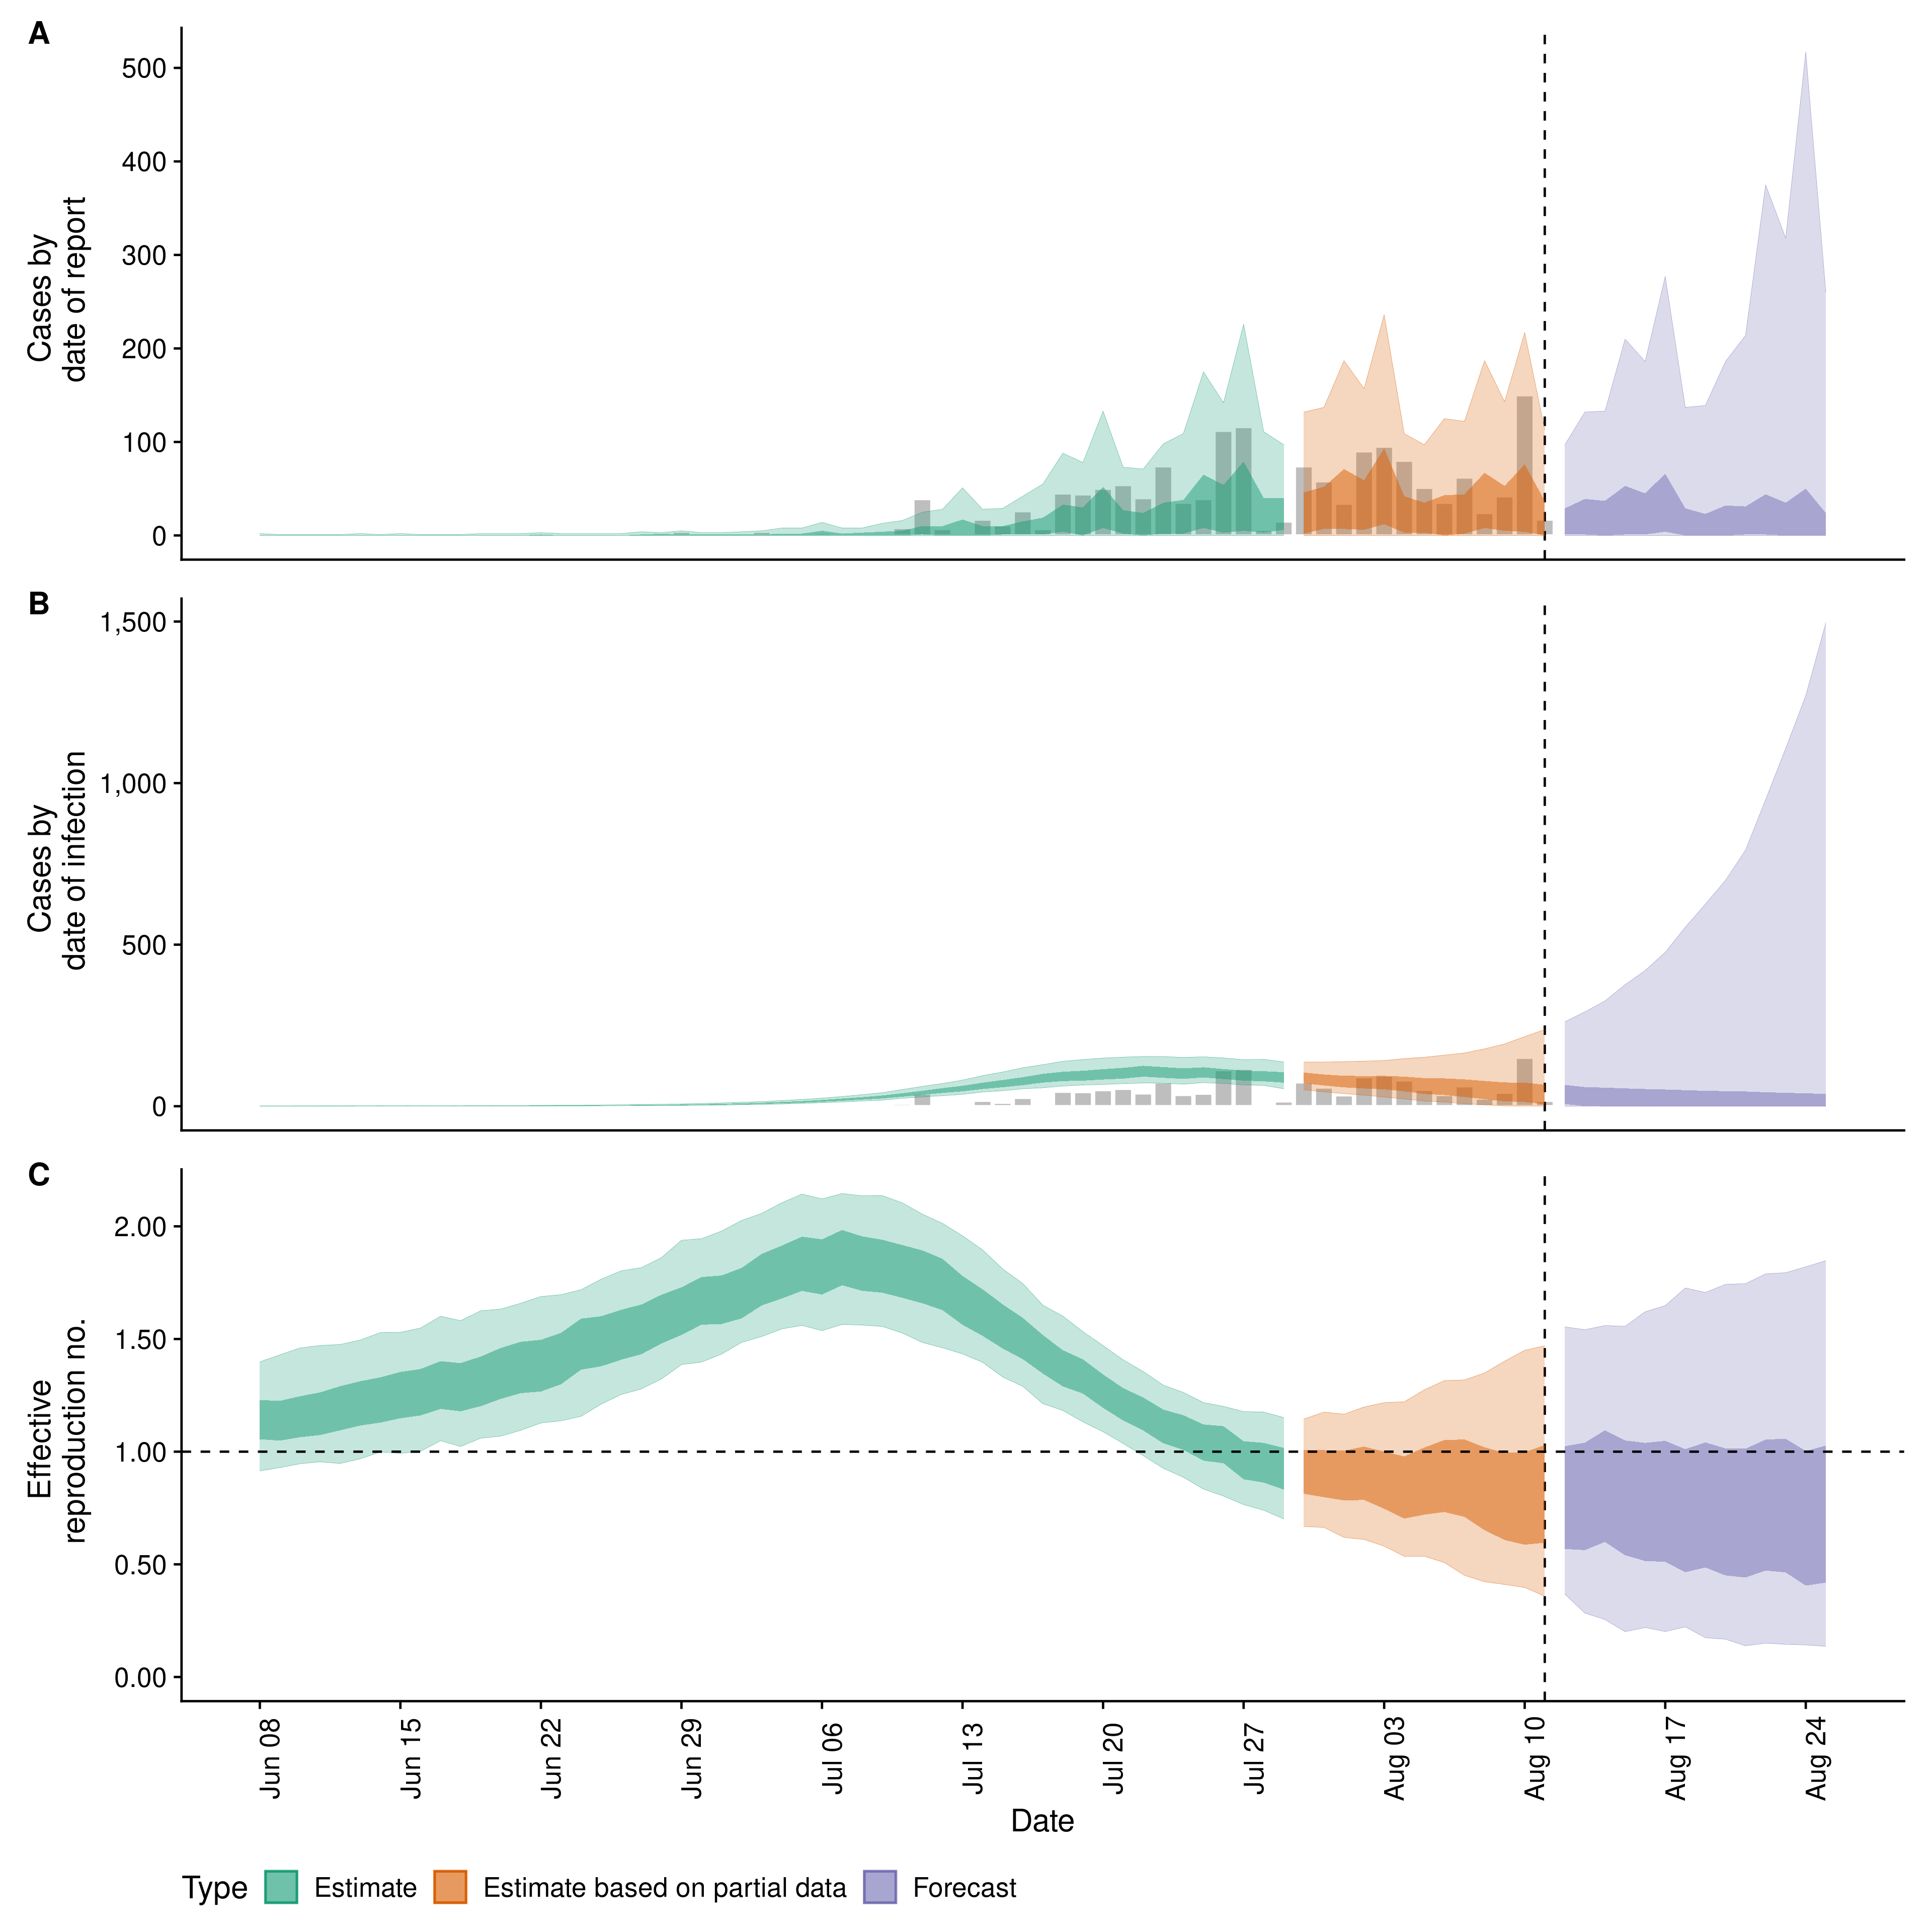 A
500
400
300
200
100
0
Cases by
date of report
B
1,500
1,000
500
0
Cases by
date of infection
C
2.00
1.50
1.00
0.50
0.00
Effective
reproduction no.
Jun 08
Jun 15
Jun 22
Jun 29
Jul 06
Jul 13
Jul 20
Jul 27
Aug 03
Aug 10
Aug 17
Aug 24
Date
Type Estimate Estimate based on partial data Forecast